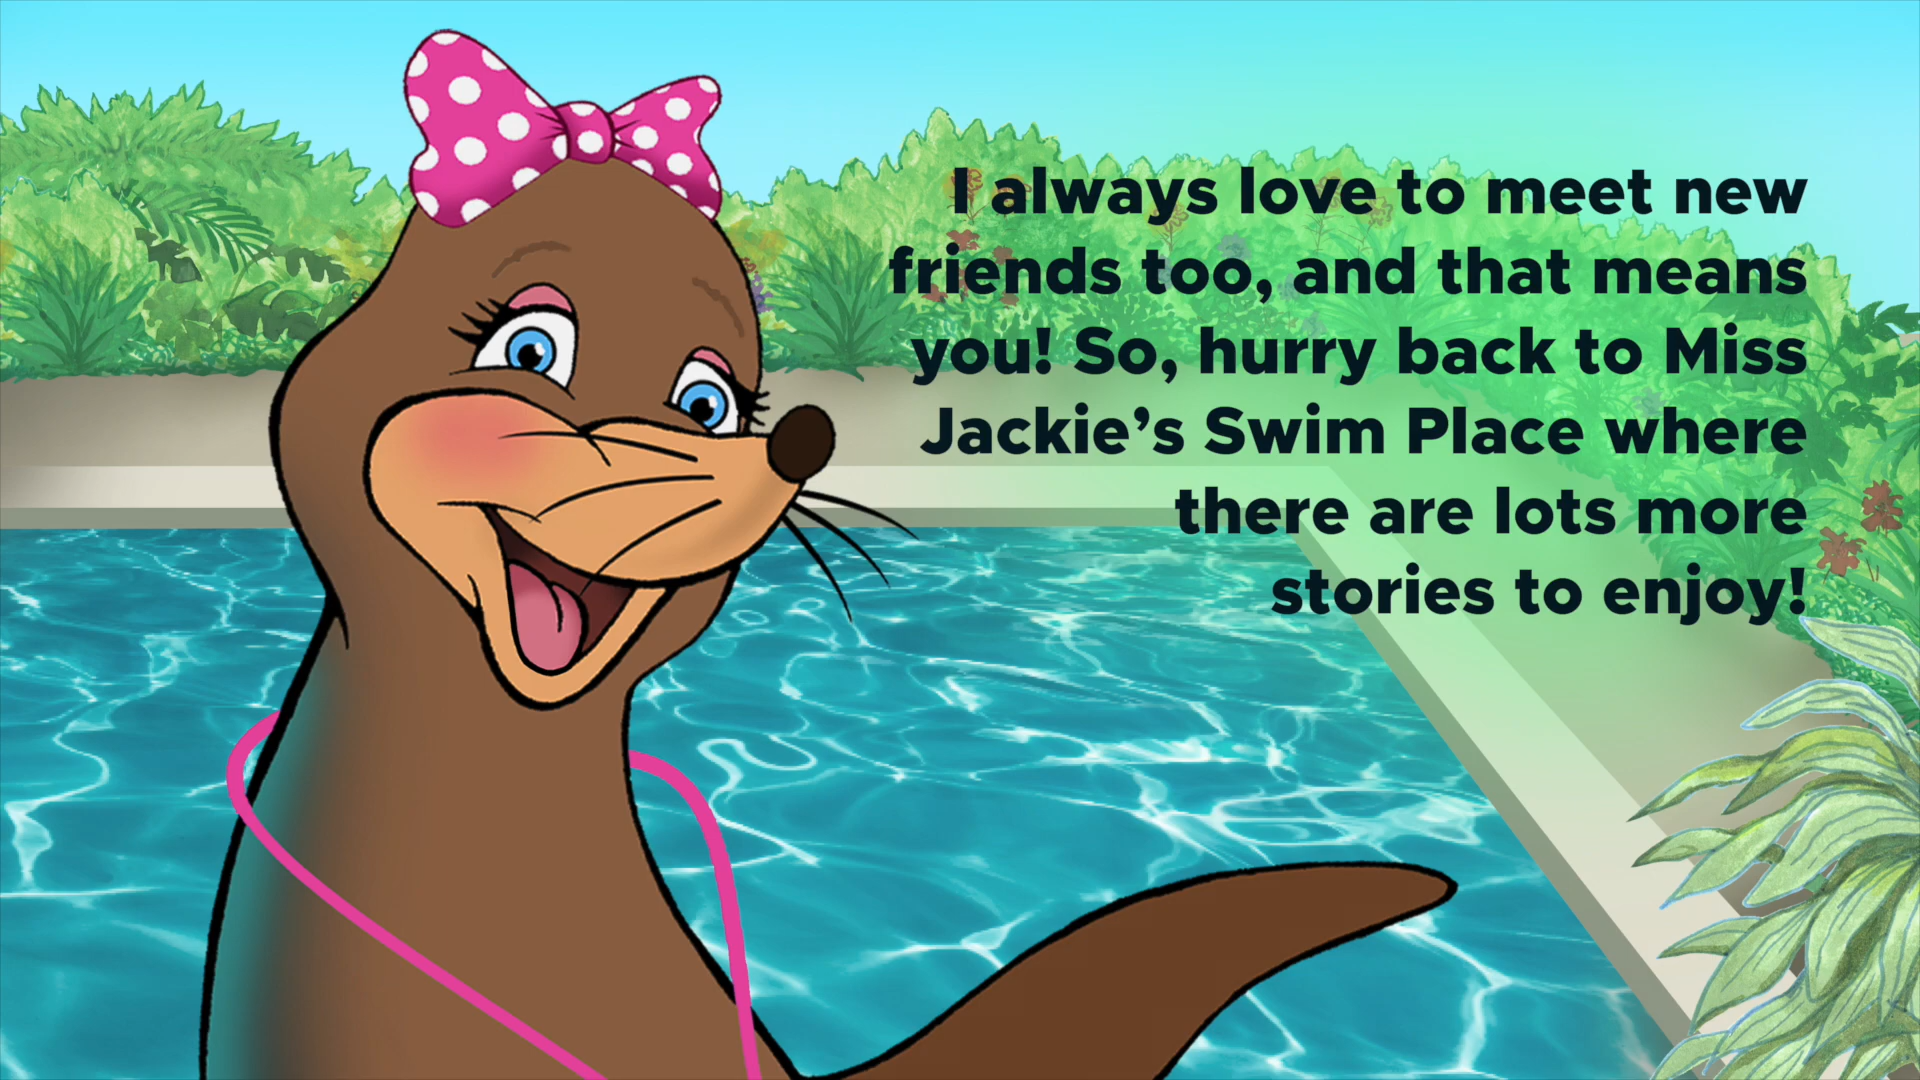 I always love to meet new
friends too, and that means
you! So, hurry back to Miss
Jackie’s Swim Place where
there are lots more
stories to enjoy!